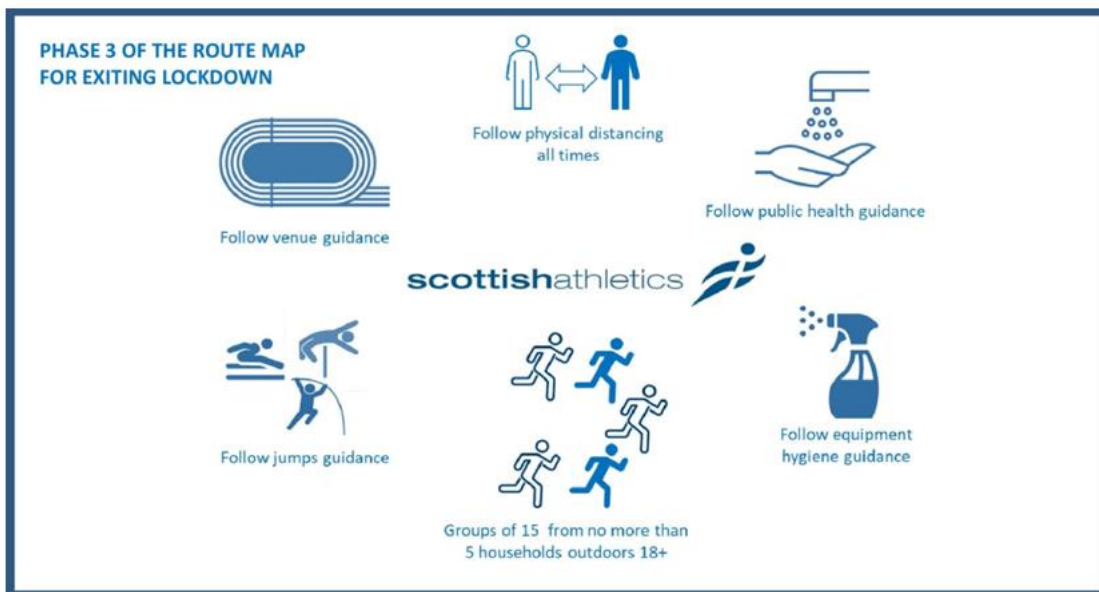 PHASE 3 OF THE ROUTE MAP
FOR EXITING LOCKDOWN
Follow physical distancing
all times
Follow public health guidance
Follow venue guidance
scottishathletics
Follow jumps guidance
Follow equipment
hygiene guidance
Groups of 15 from no more than
5 households outdoors 18+